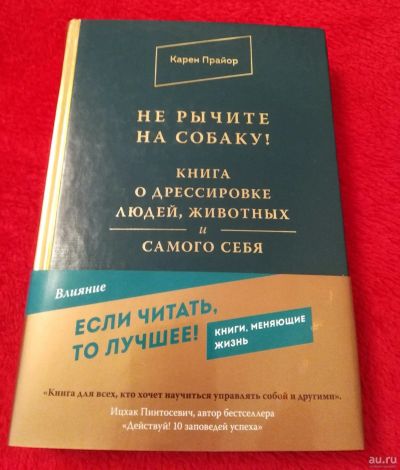 Карен Прайор
НЕ РЫЧИТЕ
НА СОБАКУ!
КНИГА
О ДРЕССИРОВКЕ
ЛЮДЕЙ, ЖИВОТНЫХ
и
САМОГО СЕБЯ
Влияние
ЕСЛИ ЧИТАТЬ,
ТО ЛУЧШЕЕ!
КНИГИ, МЕНЯЮЩИЕ
ЖИЗНЬ
«Книга для всех, кто хочет научиться управлять собой и другими».
Ицхак Пинтосевич, автор бестселлера
«Действуй! 10 заповедей успеха»
au.ru